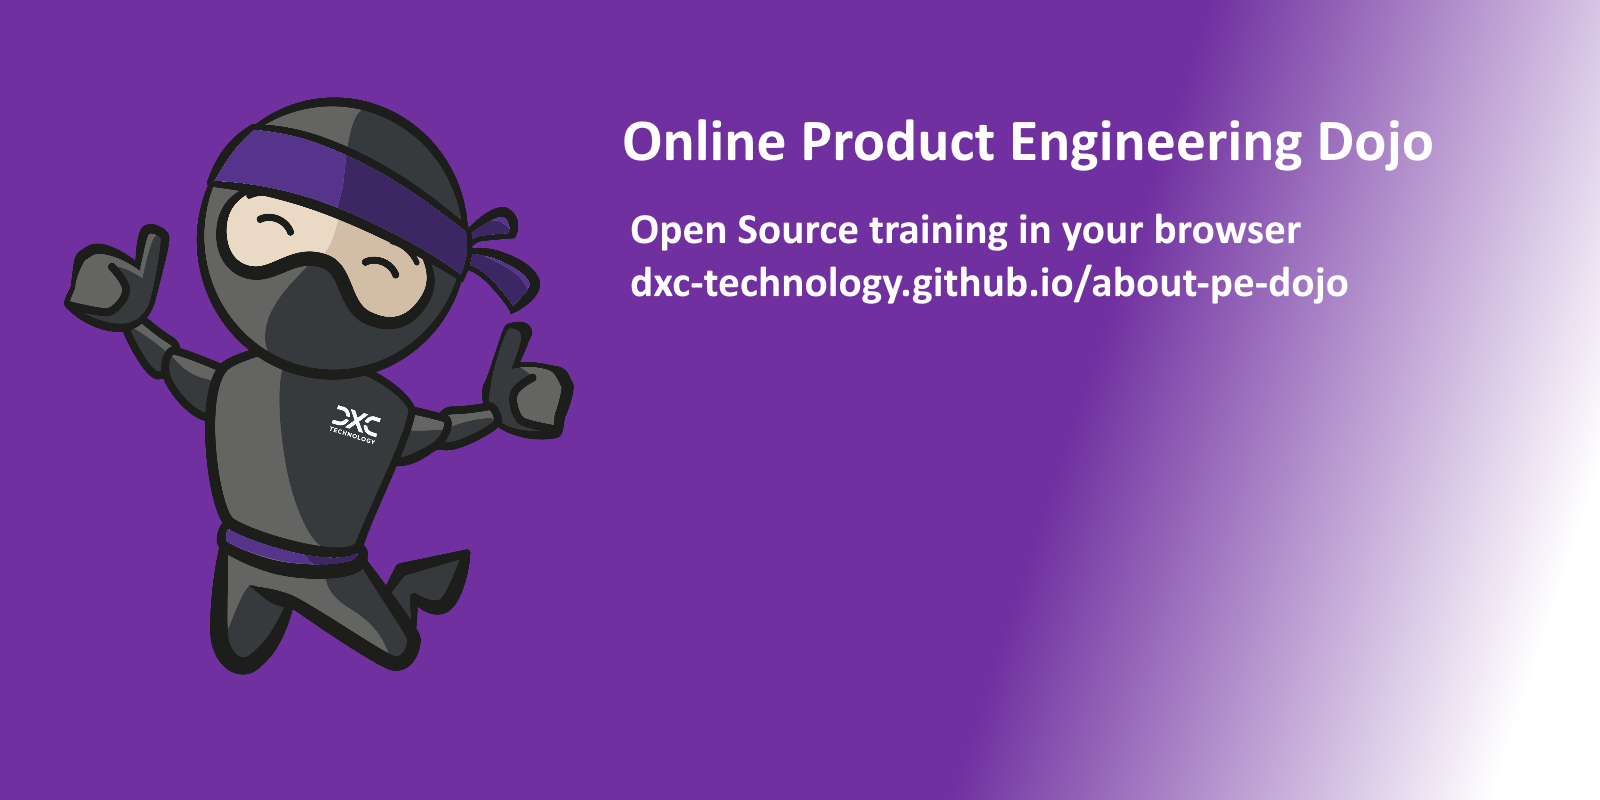 Online Product Engineering Dojo
Open Source training in your browser
dxc-technology.github.io/about-pe-dojo
DXC
TECHNOLOGY